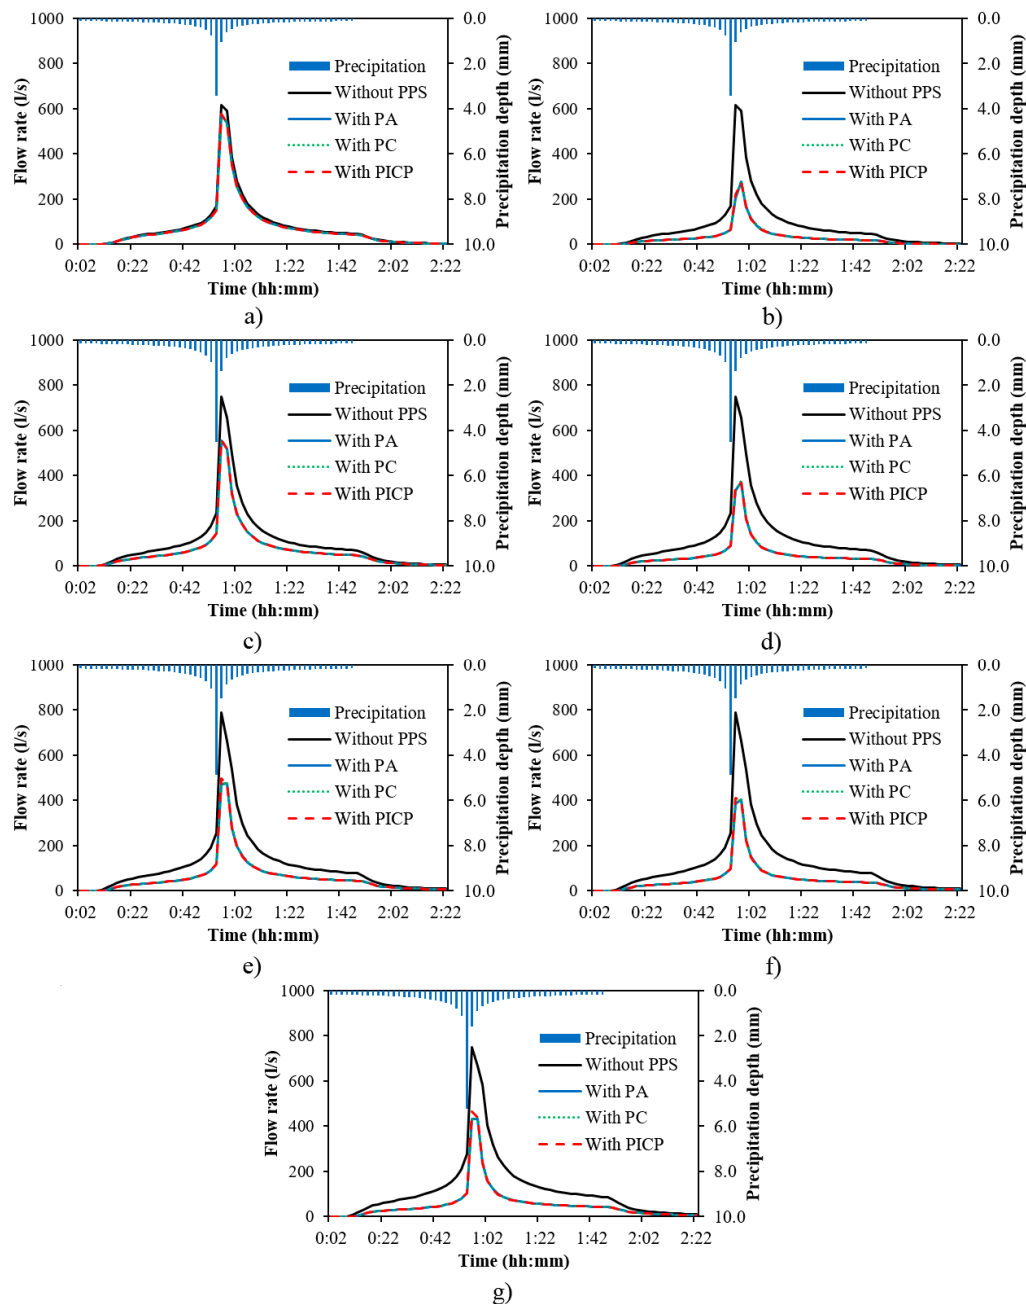 1000
800
600
400
200
0
Flow rate (l/s)
0.0
2.0
4.0
6.0
8.0
10.0
Precipitation depth (mm)
Precipitation
Without PPS
With PA
With PC
With PICP
0:02 0:22 0:42 1:02 1:22 1:42 2:02 2:22
Time (hh:mm)
a)
1000
800
600
400
200
0
Flow rate (l/s)
0.0
2.0
4.0
6.0
8.0
10.0
Precipitation depth (mm)
Precipitation
Without PPS
With PA
With PC
With PICP
0:02 0:22 0:42 1:02 1:22 1:42 2:02 2:22
Time (hh:mm)
b)
1000
800
600
400
200
0
Flow rate (l/s)
0.0
2.0
4.0
6.0
8.0
10.0
Precipitation depth (mm)
Precipitation
Without PPS
With PA
With PC
With PICP
0:02 0:22 0:42 1:02 1:22 1:42 2:02 2:22
Time (hh:mm)
c)
1000
800
600
400
200
0
Flow rate (l/s)
0.0
2.0
4.0
6.0
8.0
10.0
Precipitation depth (mm)
Precipitation
Without PPS
With PA
With PC
With PICP
0:02 0:22 0:42 1:02 1:22 1:42 2:02 2:22
Time (hh:mm)
d)
1000
800
600
400
200
0
Flow rate (l/s)
0.0
2.0
4.0
6.0
8.0
10.0
Precipitation depth (mm)
Precipitation
Without PPS
With PA
With PC
With PICP
0:02 0:22 0:42 1:02 1:22 1:42 2:02 2:22
Time (hh:mm)
e)
1000
800
600
400
200
0
Flow rate (l/s)
0.0
2.0
4.0
6.0
8.0
10.0
Precipitation depth (mm)
Precipitation
Without PPS
With PA
With PC
With PICP
0:02 0:22 0:42 1:02 1:22 1:42 2:02 2:22
Time (hh:mm)
f)
1000
800
600
400
200
0
Flow rate (l/s)
0.0
2.0
4.0
6.0
8.0
10.0
Precipitation depth (mm)
Precipitation
Without PPS
With PA
With PC
With PICP
0:02 0:22 0:42 1:02 1:22 1:42 2:02 2:22
Time (hh:mm)
g)